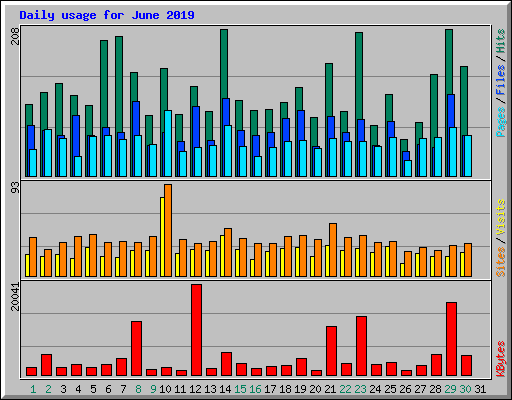 Daily usage for June 2019
208
93
20041
Pages / Files / Hits
Sites / Visits
KBytes
1 2 3 4 5 6 7 8 9 10 11 12 13 14 15 16 17 18 19 20 21 22 23 24 25 26 27 28 29 30 31